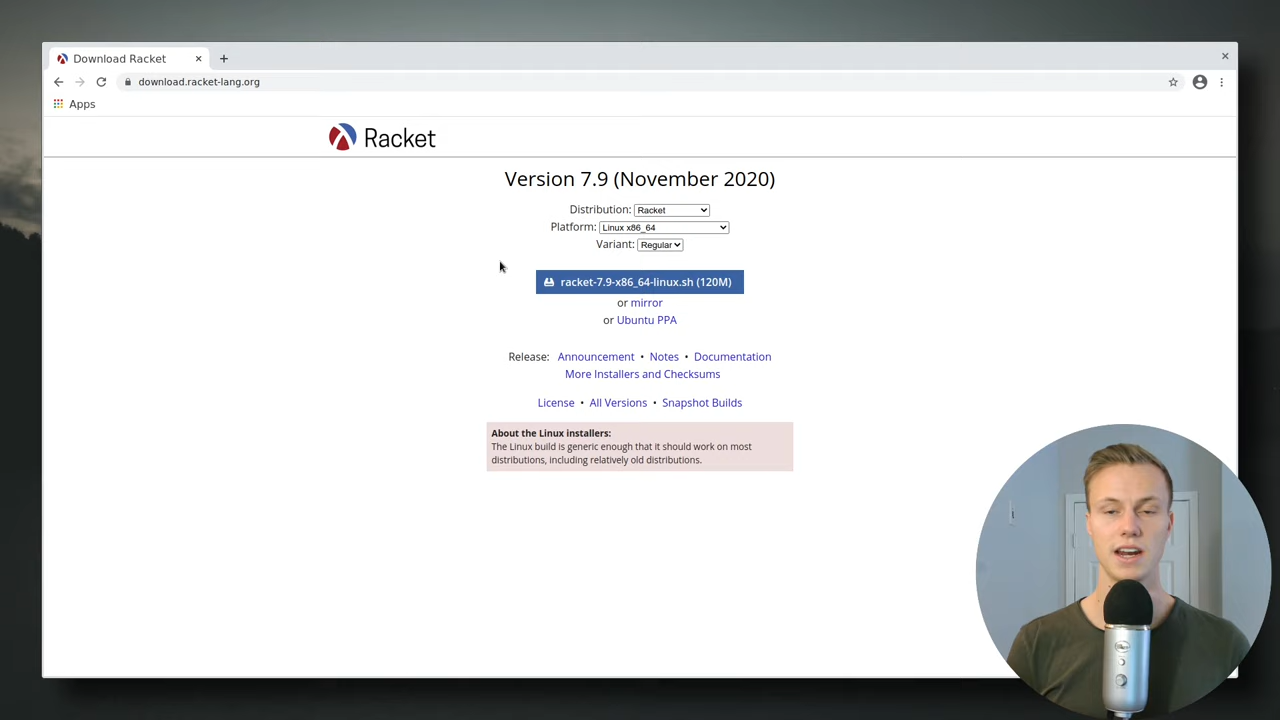 Download Racket
download.racket-lang.org
Apps
Racket
Version 7.9 (November 2020)
Distribution: Racket
Platform: Linux x86_64
Variant: Regular
racket-7.9-x86_64-linux.sh (120M)
or mirror
or Ubuntu PPA
Release: Announcement • Notes • Documentation
More Installers and Checksums
License • All Versions • Snapshot Builds
About the Linux installers:
The Linux build is generic enough that it should work on most
distributions, including relatively old distributions.